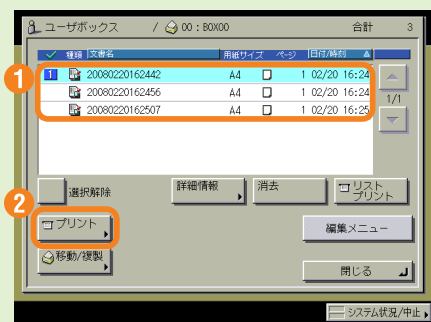 ユーザボックス / 00：BOX00 合計 3
種類 文書名 用紙サイズ ページ 日付/時刻 ▲
1 1 20080220162442 A4 1 02/20 16:24
20080220162456 A4 1 02/20 16:24
20080220162507 A4 1 02/20 16:25
1/1
2 選択解除 詳細情報 消去 リストプリント
プリント 編集メニュー
移動/複製
閉じる
システム状況/中止